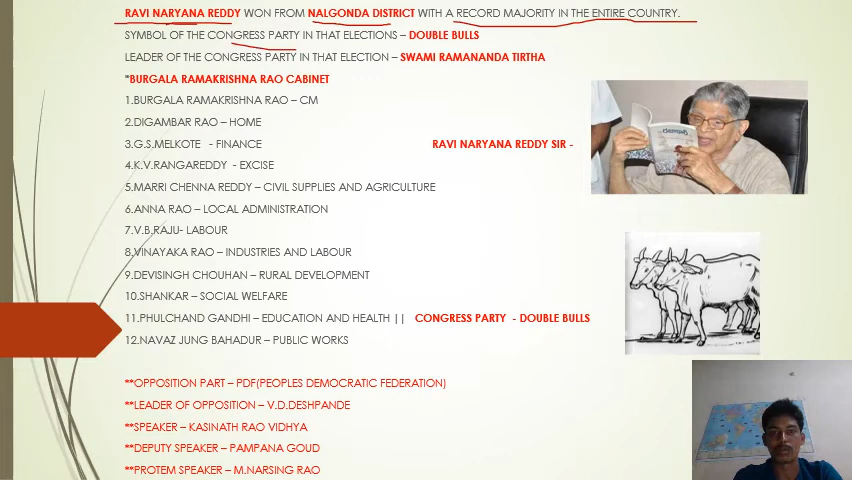 RAVI NARYANA REDDY WON FROM NALGONDA DISTRICT WITH A RECORD MAJORITY IN THE ENTIRE COUNTRY.
SYMBOL OF THE CONGRESS PARTY IN THAT ELECTIONS – DOUBLE BULLS
LEADER OF THE CONGRESS PARTY IN THAT ELECTION – SWAMI RAMANANDA TIRTHA
"BURGALA RAMAKRISHNA RAO CABINET
1.BURGALA RAMAKRISHNA RAO – CM
2.DIGAMBAR RAO – HOME
3.G.S.MELKOTE - FINANCE
RAVI NARYANA REDDY SIR -
4.K.V.RANGAREDDY - EXCISE
5.MARRI CHENNA REDDY – CIVIL SUPPLIES AND AGRICULTURE
6.ANNA RAO – LOCAL ADMINISTRATION
7.V.B.RAJU- LABOUR
8.VINAYAKA RAO – INDUSTRIES AND LABOUR
9.DEVISINGH CHOUHAN – RURAL DEVELOPMENT
10.SHANKAR – SOCIAL WELFARE
11.PHULCHAND GANDHI – EDUCATION AND HEALTH || CONGRESS PARTY - DOUBLE BULLS
12.NAVAZ JUNG BAHADUR – PUBLIC WORKS
**OPPOSITION PART – PDF(PEOPLES DEMOCRATIC FEDERATION)
**LEADER OF OPPOSITION – V.D.DESHPANDE
**SPEAKER – KASINATH RAO VIDHYA
**DEPUTY SPEAKER – PAMPANA GOUD
**PROTEM SPEAKER – M.NARSING RAO